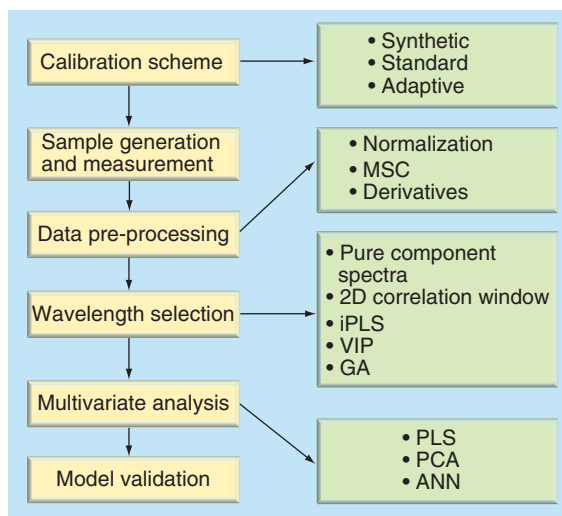 Calibration scheme
• Synthetic
• Standard
• Adaptive
Sample generation
and measurement
• Normalization
• MSC
• Derivatives
Data pre-processing
• Pure component
spectra
• 2D correlation window
• iPLS
• VIP
• GA
Wavelength selection
Multivariate analysis
• PLS
• PCA
• ANN
Model validation